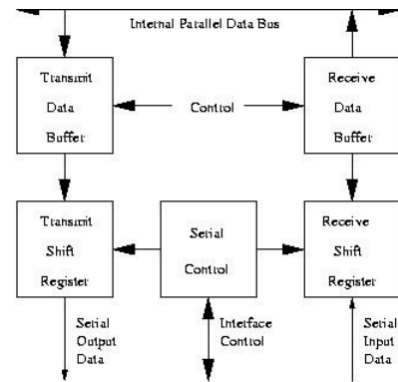 Internal Parallel Data Bus
Transmit
Data
Buffer
Control
Receive
Data
Buffer
Transmit
Shift
Register
Serial
Control
Receive
Shift
Register
Serial
Output
Data
Interface
Control
Serial
Input
Data